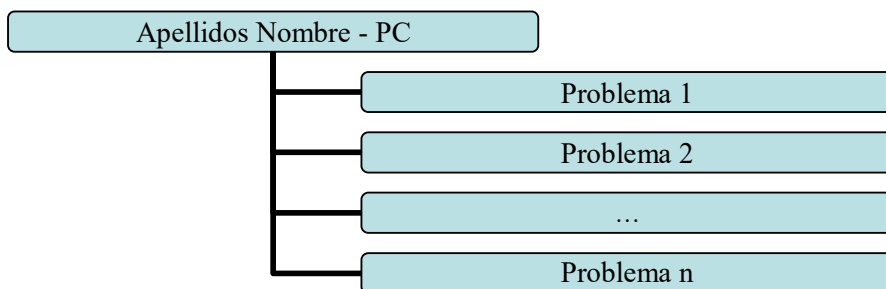 Apellidos Nombre - PC
Problema 1
Problema 2
…
Problema n